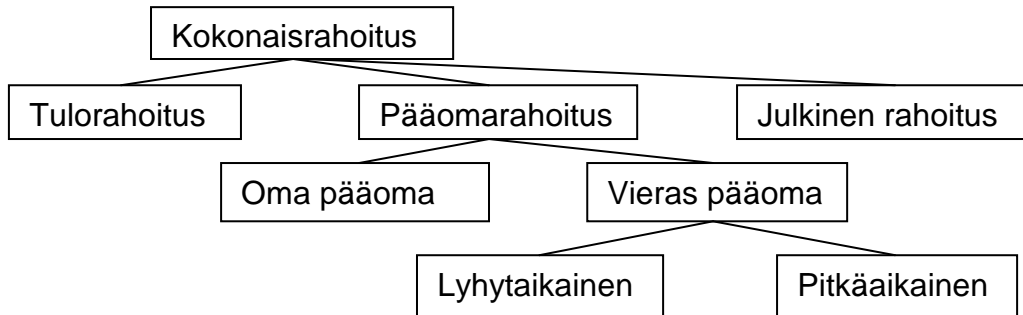 Kokonaisrahoitus
Tulorahoitus
Pääomarahoitus
Julkinen rahoitus
Oma pääoma
Vieras pääoma
Lyhytaikainen
Pitkäaikainen